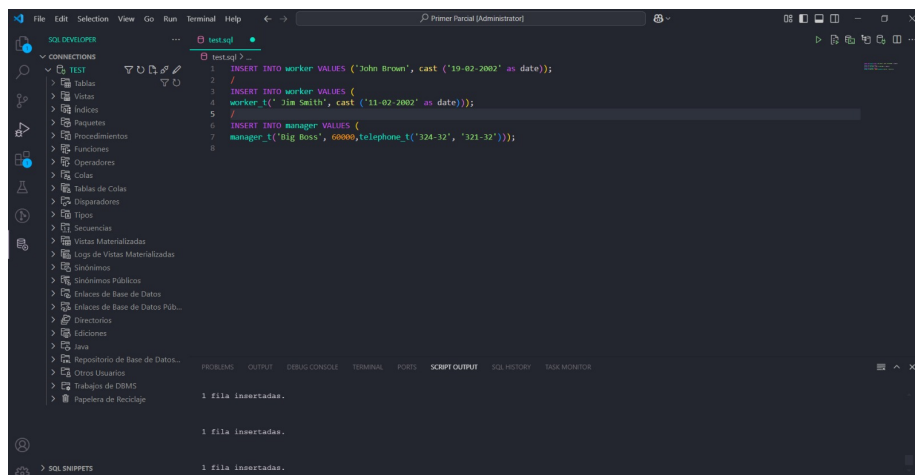 File Edit Selection View Go Run Terminal Help
Primer Parcial [Administrator]
SQL DEVELOPER
CONNECTIONS
TEST
Tablas
Vistas
Índices
Paquetes
Procedimientos
Funciones
Operadores
Colas
Tablas de Colas
Disparadores
Tipos
Secuencias
Vistas Materializadas
Logs de Vistas Materializadas
Sinónimos
Sinónimos Públicos
Enlaces de Base de Datos
Enlaces de Base de Datos Púb...
Directorios
Ediciones
Java
Repositorio de Base de Datos...
Otros Usuarios
Trabajos de DBMS
Papelera de Reciclaje
SQL SNIPPETS
test.sql
test.sql > ...
1 INSERT INTO worker VALUES ('John Brown', cast ('19-02-2002' as date));
2 /
3 INSERT INTO worker VALUES (
4 worker_t(' Jim Smith', cast ('11-02-2002' as date)));
5 /
6 INSERT INTO manager VALUES (
7 manager_t('Big Boss', 60000,telephone_t('324-32', '321-32')));
8
PROBLEMS OUTPUT DEBUG CONSOLE TERMINAL PORTS SCRIPT OUTPUT SQL HISTORY TASK MONITOR
1 fila insertadas.
1 fila insertadas.
1 fila insertadas.